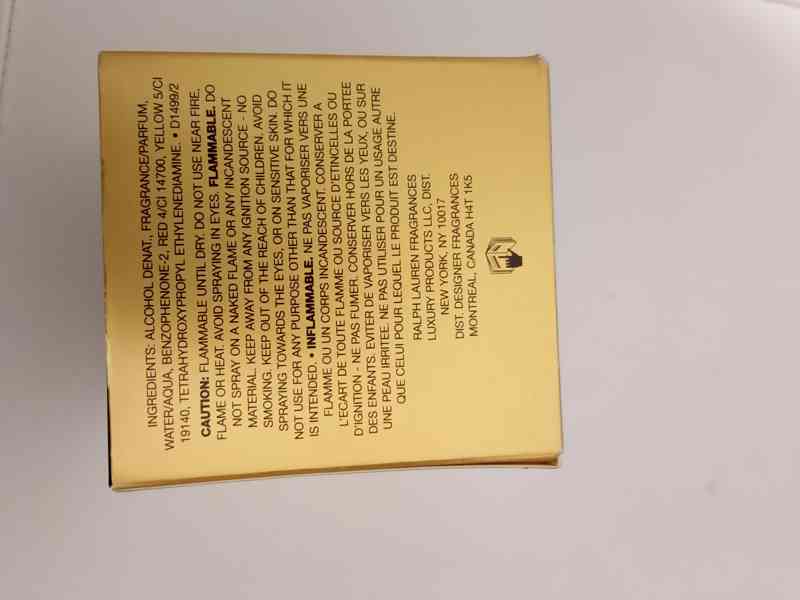 INGREDIENTS: ALCOHOL DENAT., FRAGRANCE/PARFUM,
WATER/AQUA, BENZOPHENONE-2, RED 4/CI 14700, YELLOW 5/CI
19140, TETRAHYDROXYPROPYL ETHYLENEDIAMINE. • D1499/2
CAUTION: FLAMMABLE UNTIL DRY. DO NOT USE NEAR FIRE,
FLAME OR HEAT. AVOID SPRAYING IN EYES. FLAMMABLE. DO
NOT SPRAY ON A NAKED FLAME OR ANY INCANDESCENT
MATERIAL. KEEP AWAY FROM ANY IGNITION SOURCE - NO
SMOKING. KEEP OUT OF THE REACH OF CHILDREN. AVOID
SPRAYING TOWARDS THE EYES, OR ON SENSITIVE SKIN. DO
NOT USE FOR ANY PURPOSE OTHER THAN THAT FOR WHICH IT
IS INTENDED. • INFLAMMABLE. NE PAS VAPORISER VERS UNE
FLAMME OU UN CORPS INCANDESCENT. CONSERVER A
L'ECART DE TOUTE FLAMME OU SOURCE D'ETINCELLES OU
D'IGNITION - NE PAS FUMER. CONSERVER HORS DE LA PORTEE
DES ENFANTS. EVITER DE VAPORISER VERS LES YEUX, OU SUR
UNE PEAU IRRITEE. NE PAS UTILISER POUR UN USAGE AUTRE
QUE CELUI POUR LEQUEL LE PRODUIT EST DESTINE.
RALPH LAUREN FRAGRANCES
LUXURY PRODUCTS LLC, DIST.
NEW YORK, NY 10017
DIST. DESIGNER FRAGRANCES
MONTREAL, CANADA H4T 1K5